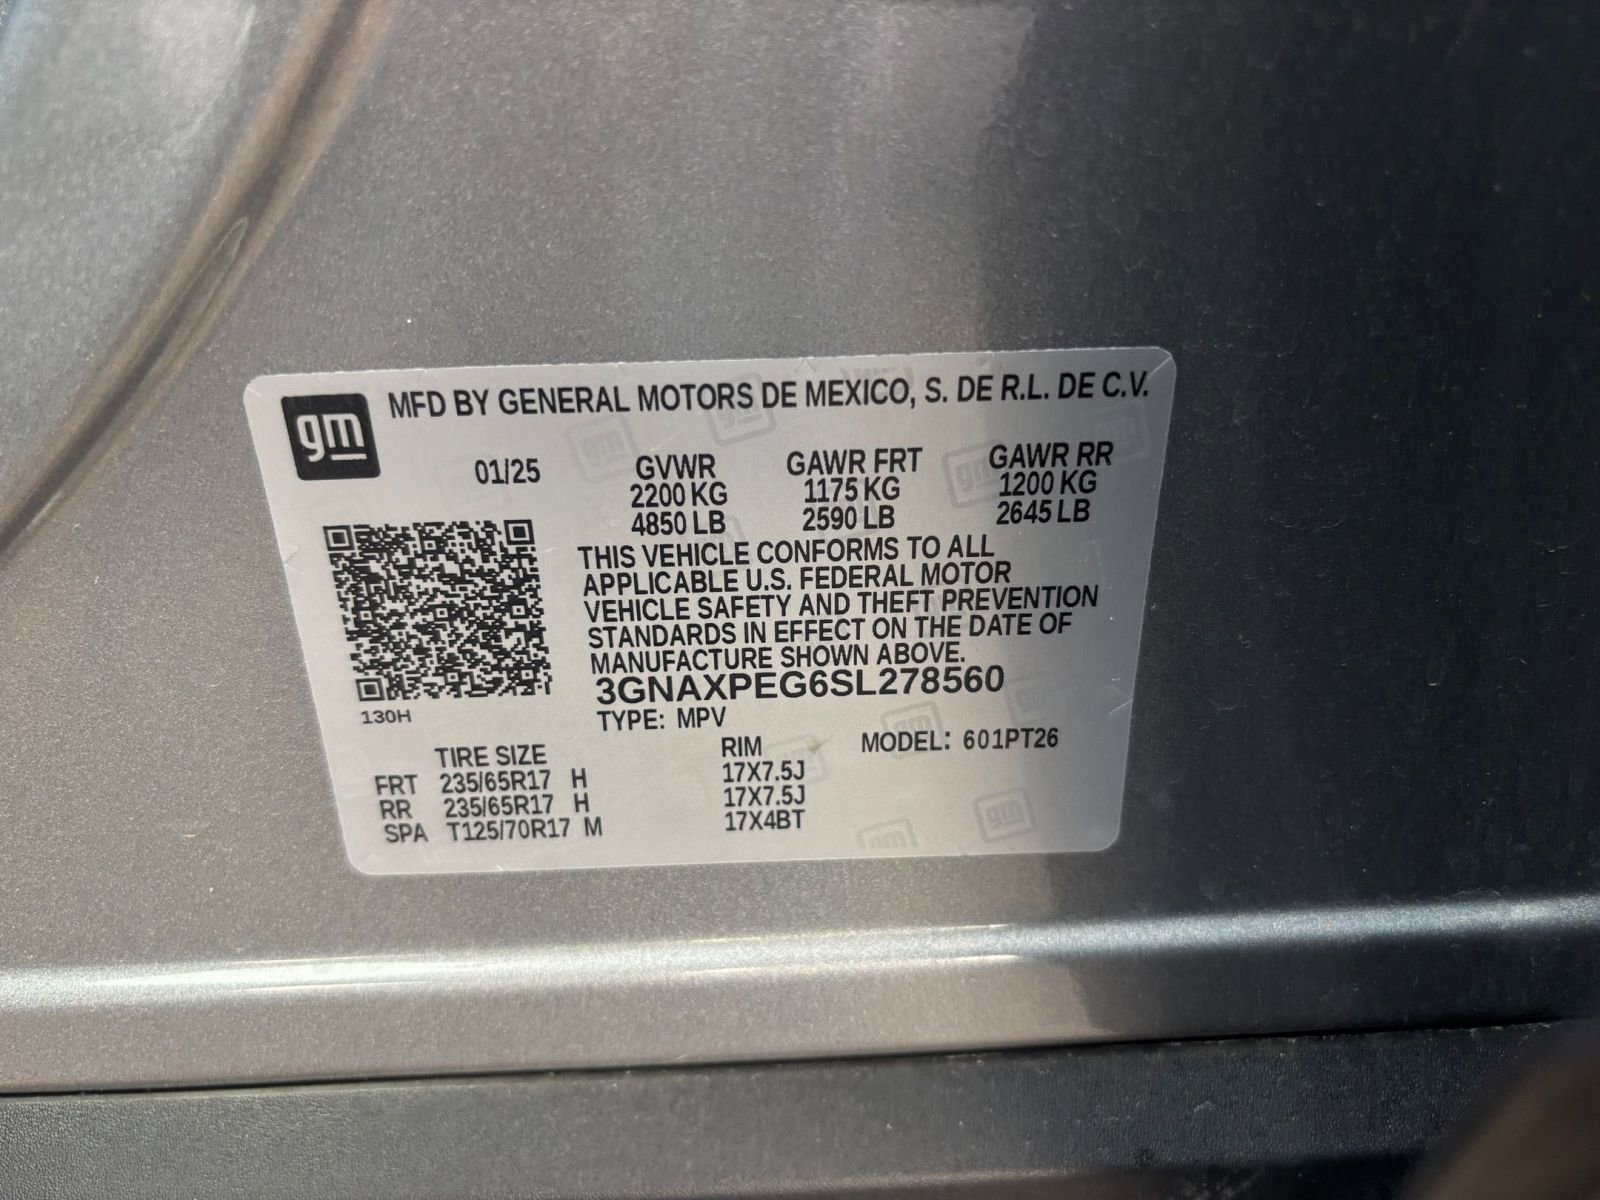 gm MFD BY GENERAL MOTORS DE MEXICO, S. DE R.L. DE C.V.
01/25 GVWR GAWR FRT GAWR RR
2200 KG 1175 KG 1200 KG
4850 LB 2590 LB 2645 LB
THIS VEHICLE CONFORMS TO ALL
APPLICABLE U.S. FEDERAL MOTOR
VEHICLE SAFETY AND THEFT PREVENTION
STANDARDS IN EFFECT ON THE DATE OF
MANUFACTURE SHOWN ABOVE.
3GNAXPEG6SL278560
130H TYPE: MPV
TIRE SIZE RIM MODEL: 601PT26
FRT 235/65R17 H 17X7.5J
RR 235/65R17 H 17X7.5J
SPA T125/70R17 M 17X4BT